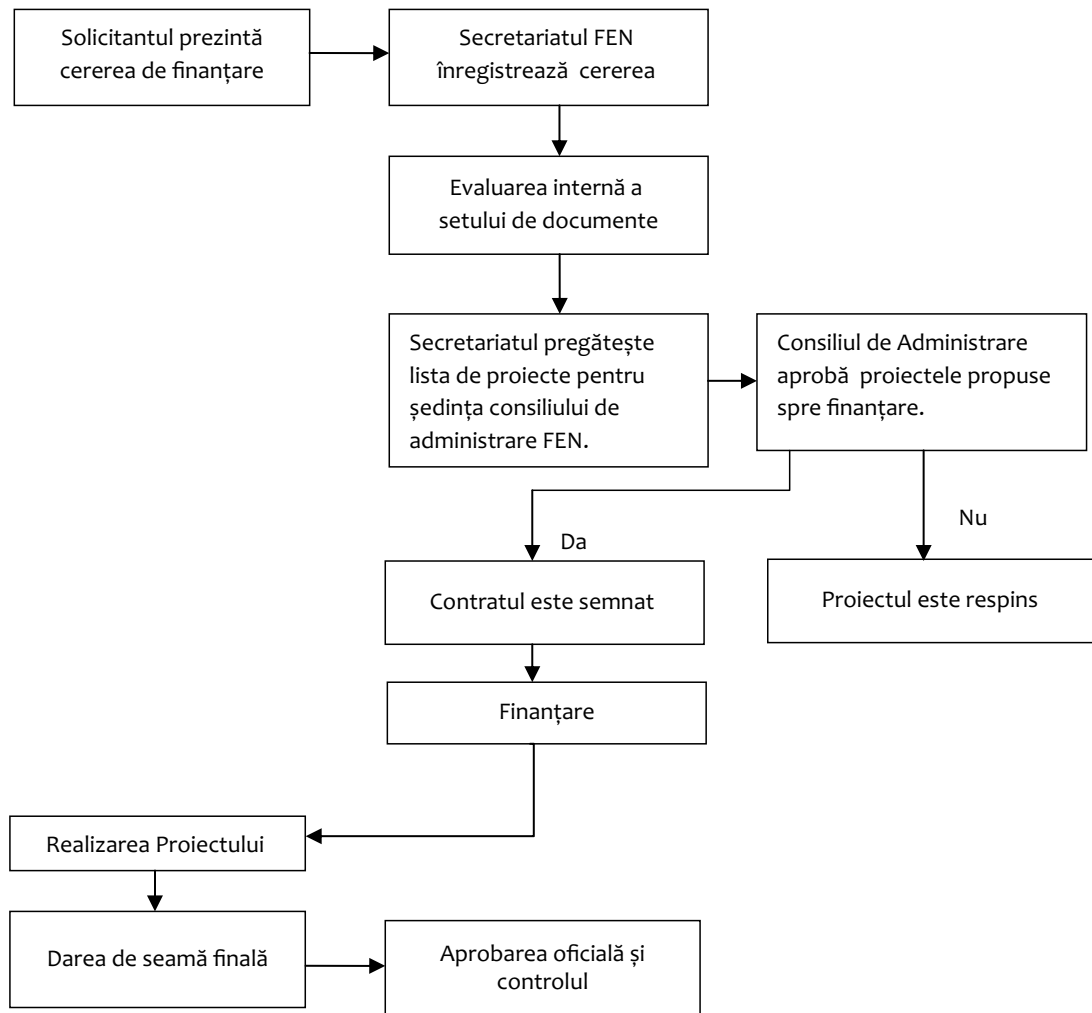 Solicitantul prezintă
cererea de finanțare
Secretariatul FEN
înregistrează cererea
Evaluarea internă a
setului de documente
Secretariatul pregătește
lista de proiecte pentru
ședința consiliului de
administrare FEN.
Consiliul de Administrare
aprobă proiectele propuse
spre finanțare.
Da
Nu
Contratul este semnat
Proiectul este respins
Finanțare
Realizarea Proiectului
Darea de seamă finală
Aprobarea oficială și
controlul